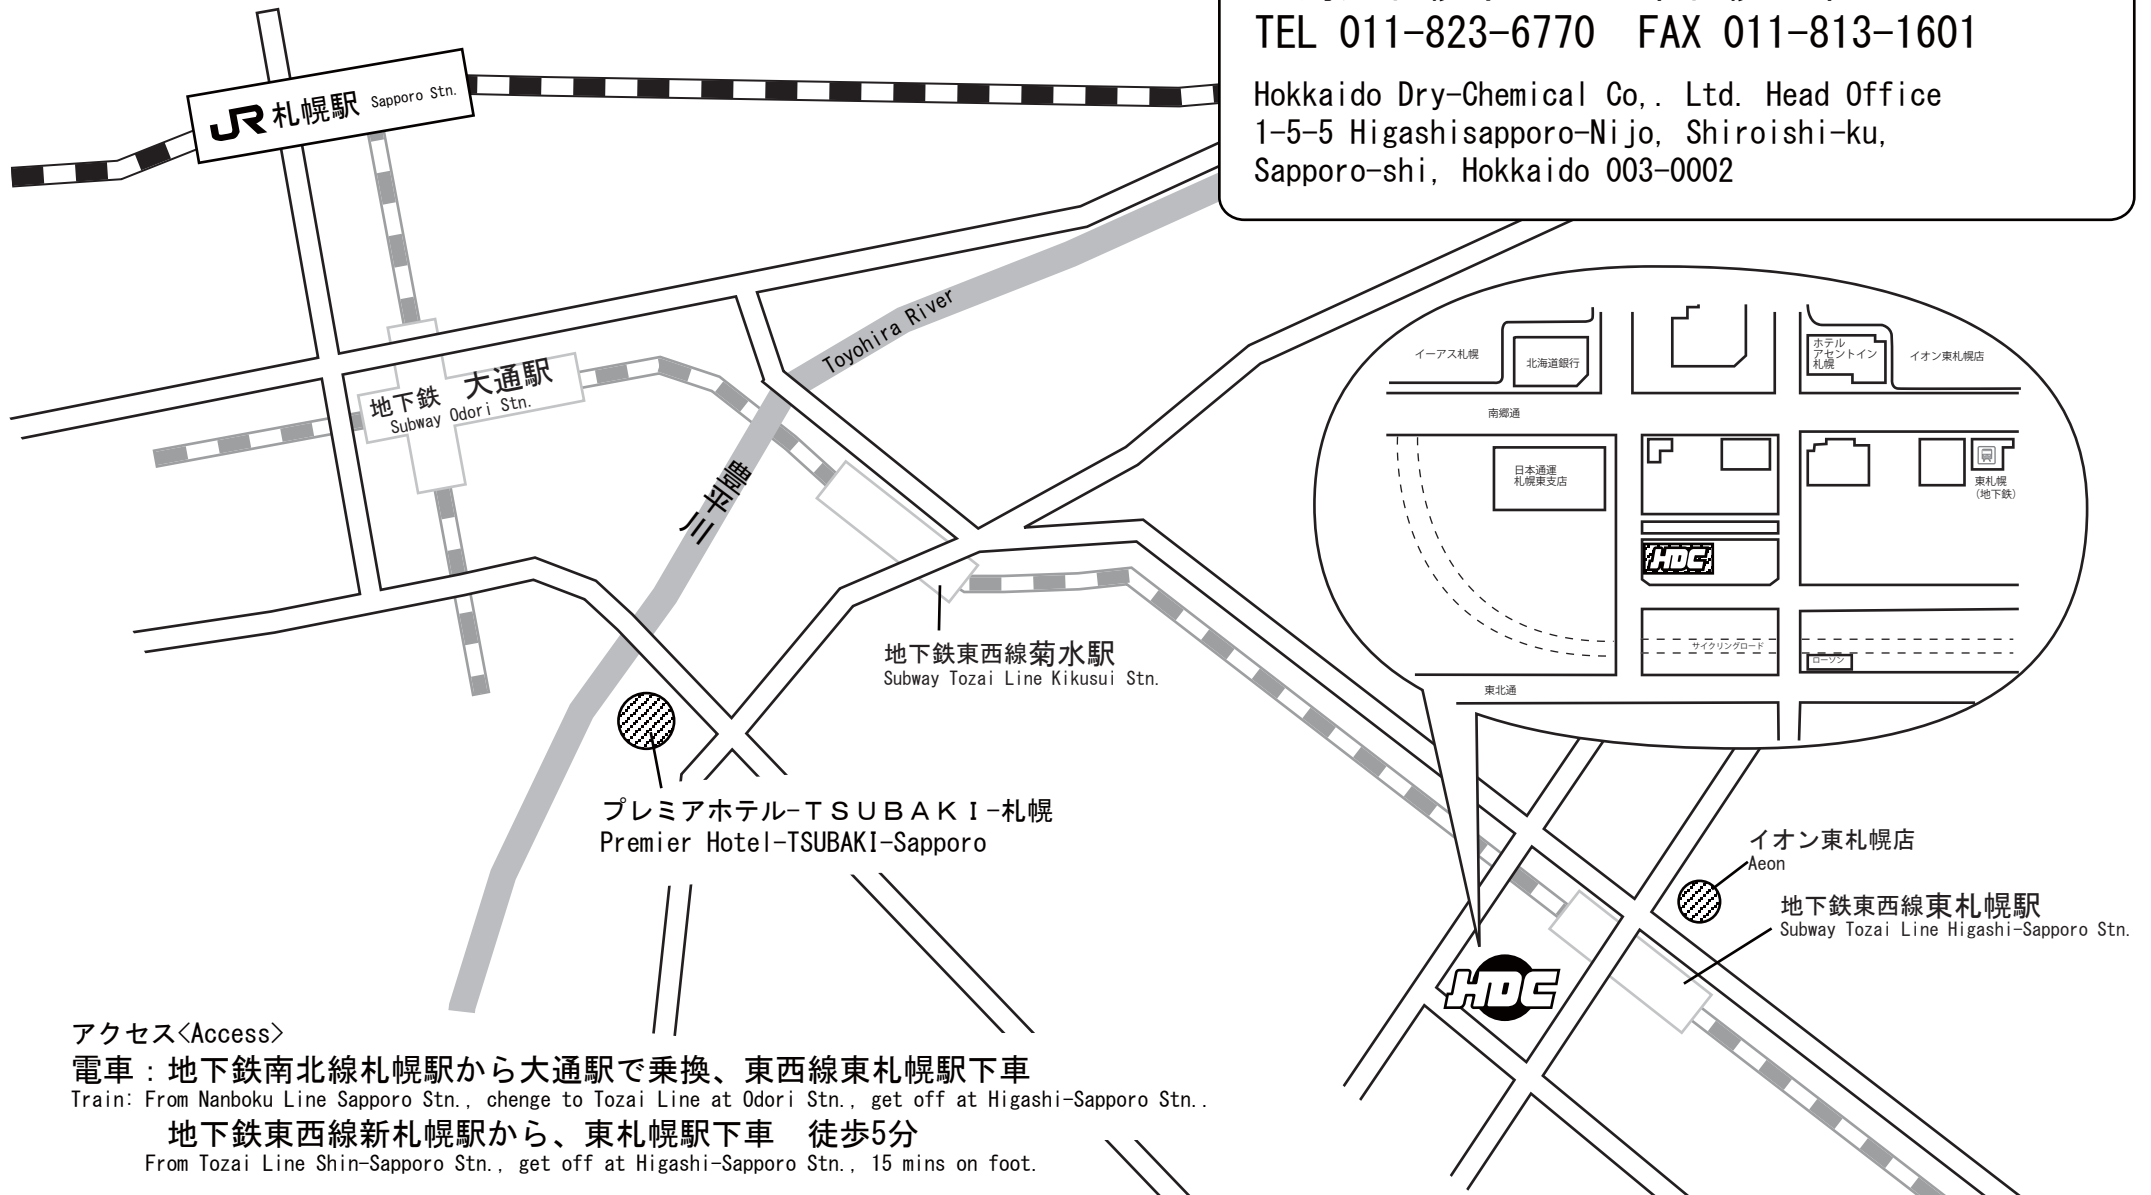 TEL 011-823-6770　FAX 011-813-1601
Hokkaido Dry-Chemical Co,. Ltd. Head Office
1-5-5 Higashisapporo-Nijo, Shiroishi-ku,
Sapporo-shi, Hokkaido 003-0002
JR 札幌駅 Sapporo Stn.
Toyohira River
豊平川
地下鉄　大通駅
Subway Odori Stn.
イーアス札幌
北海道銀行
ホテル
アセントイン
札幌
イオン東札幌店
南郷通
日本通運
札幌東支店
東札幌
（地下鉄）
HDC
サイクリングロード
ローソン
東北通
地下鉄東西線菊水駅
Subway Tozai Line Kikusui Stn.
プレミアホテル-ＴＳＵＢＡＫＩ-札幌
Premier Hotel-TSUBAKI-Sapporo
イオン東札幌店
Aeon
地下鉄東西線東札幌駅
Subway Tozai Line Higashi-Sapporo Stn.
HDC
アクセス<Access>
電車：地下鉄南北線札幌駅から大通駅で乗換、東西線東札幌駅下車
Train: From Nanboku Line Sapporo Stn., chenge to Tozai Line at Odori Stn., get off at Higashi-Sapporo Stn..
地下鉄東西線新札幌駅から、東札幌駅下車　徒歩5分
From Tozai Line Shin-Sapporo Stn., get off at Higashi-Sapporo Stn., 15 mins on foot.